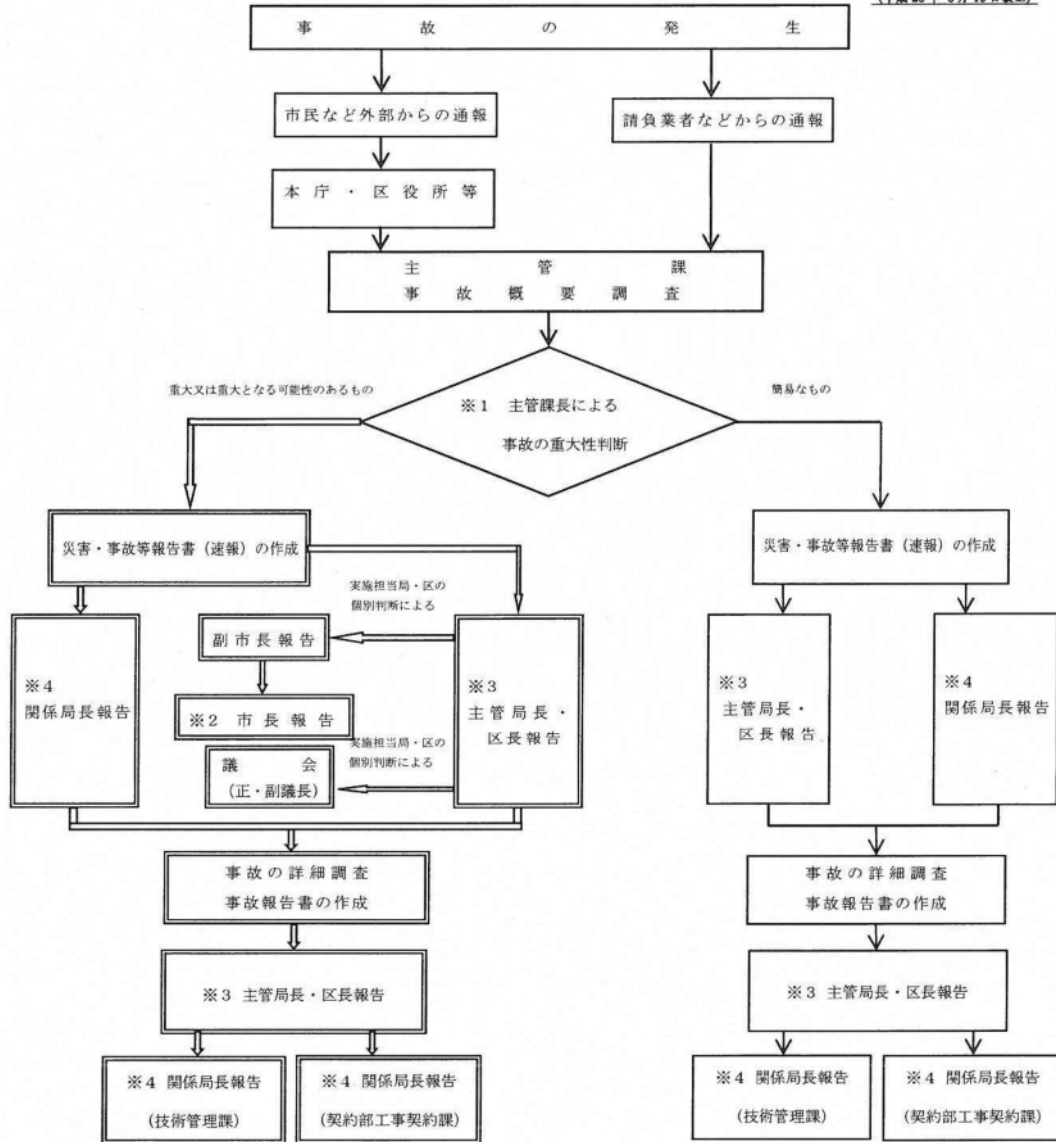 事故の発生
市民など外部からの通報
請負業者などからの通報
本庁・区役所等
主管課
事故概要調査
重大又は重大となる可能性のあるもの
簡易なもの
※1 主管課長による
事故の重大性判断
災害・事故等報告書（速報）の作成
災害・事故等報告書（速報）の作成
実施担当局・区の
個別判断による
副市長報告
※4
関係局長報告
※2 市長報告
※3
主管局長・
区長報告
実施担当局・区の
個別判断による
議会
(正・副議長)
※3
主管局長・
区長報告
※4
関係局長報告
事故の詳細調査
事故報告書の作成
事故の詳細調査
事故報告書の作成
※3 主管局長・区長報告
※3 主管局長・区長報告
※4 関係局長報告
(技術管理課)
※4 関係局長報告
(契約部工事契約課)
※4 関係局長報告
(技術管理課)
※4 関係局長報告
(契約部工事契約課)